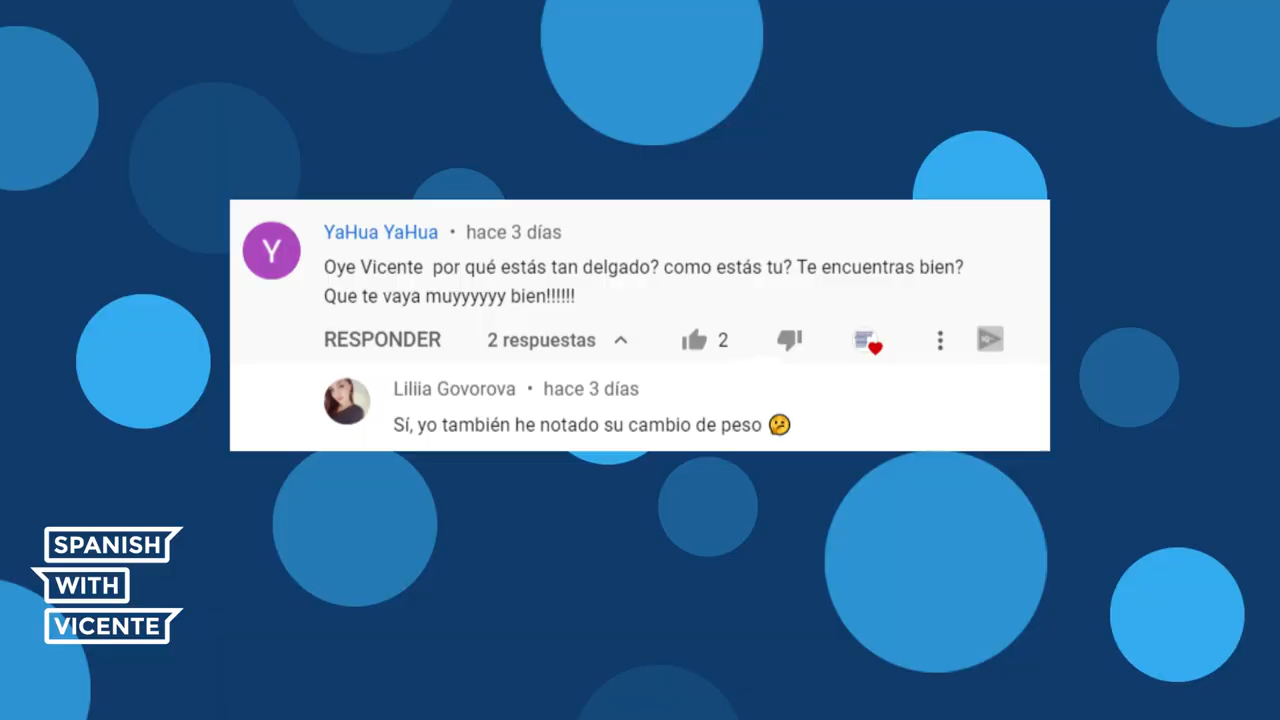 Y
YaHua YaHua • hace 3 días
Oye Vicente por qué estás tan delgado? como estás tu? Te encuentras bien?
Que te vaya muyyyyyy bien!!!!!!
RESPONDER 2 respuestas 2
Liliia Govorova • hace 3 días
Sí, yo también he notado su cambio de peso 🤔
SPANISH
WITH
VICENTE